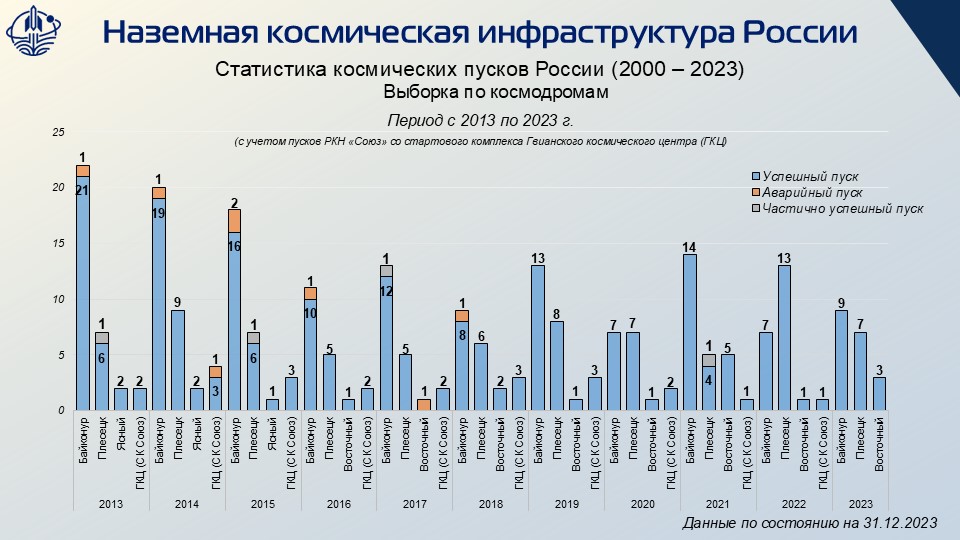 Наземная космическая инфраструктура России
Статистика космических пусков России (2000 – 2023)
Выборка по космодромам
Период с 2013 по 2023 г.
(с учетом пусков РКН «Союз» со стартового комплекса Гвианского космического центра (ГКЦ)
Успешный пуск
Аварийный пуск
Частично успешный пуск
25
20
15
10
5
0
1 21 1 6 2 2
1 19 9 2 1 3
2 16 1 6 1 3
1 10 5 1 2
1 12 5 1 2
1 8 6 2 3
13 8 1 3
7 7 1 2
14 1 4 5 1
7 13 1 1
9 7 3
Байконур Плесецк Ясный ГКЦ (СК Союз)
Байконур Плесецк Ясный ГКЦ (СК Союз)
Байконур Плесецк Ясный ГКЦ (СК Союз)
Байконур Плесецк Восточный ГКЦ (СК Союз)
Байконур Плесецк Восточный ГКЦ (СК Союз)
Байконур Плесецк Восточный ГКЦ (СК Союз)
Байконур Плесецк Восточный ГКЦ (СК Союз)
Байконур Плесецк Восточный ГКЦ (СК Союз)
Байконур Плесецк Восточный ГКЦ (СК Союз)
Байконур Плесецк Восточный ГКЦ (СК Союз)
Байконур Плесецк Восточный
2013 2014 2015 2016 2017 2018 2019 2020 2021 2022 2023
Данные по состоянию на 31.12.2023